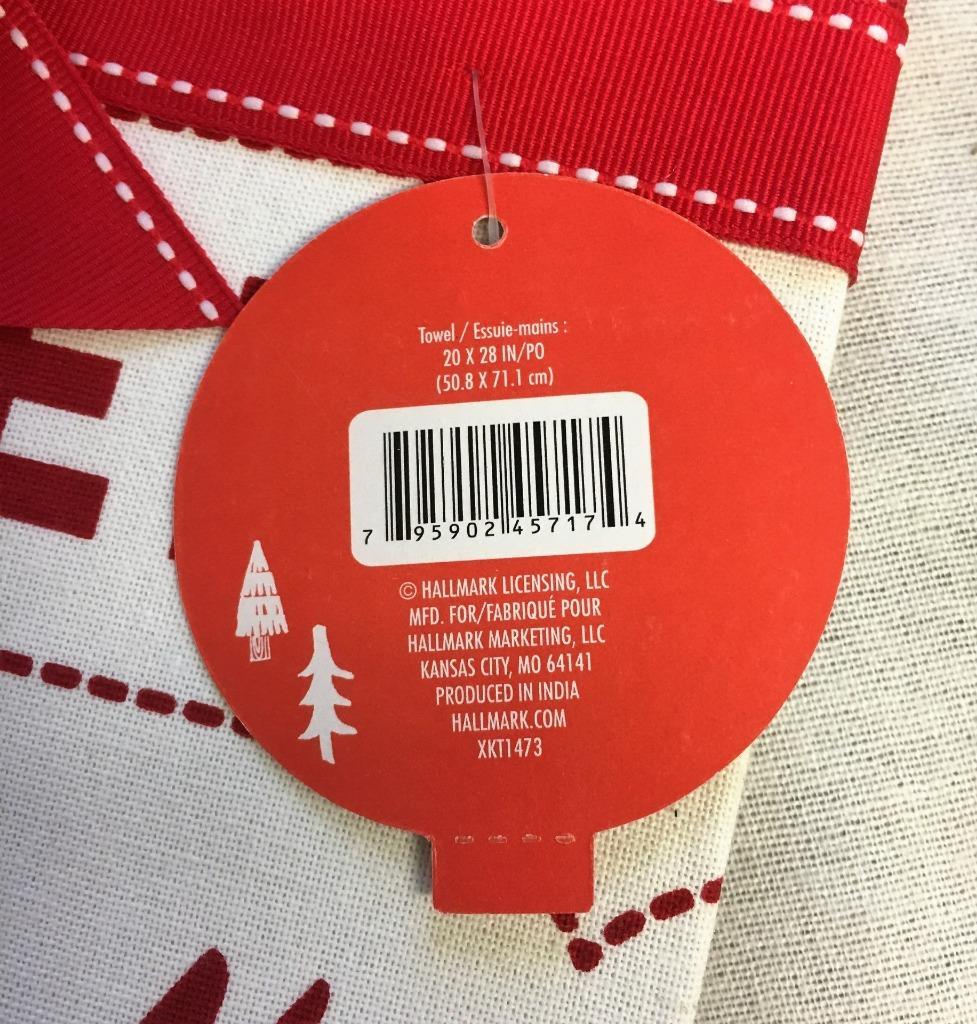 Towel / Essuie-mains :
20 X 28 IN/PO
(50.8 X 71.1 cm)
7 95902 45717 4
© HALLMARK LICENSING, LLC
MFD. FOR/FABRIQUÉ POUR
HALLMARK MARKETING, LLC
KANSAS CITY, MO 64141
PRODUCED IN INDIA
HALLMARK.COM
XKT1473